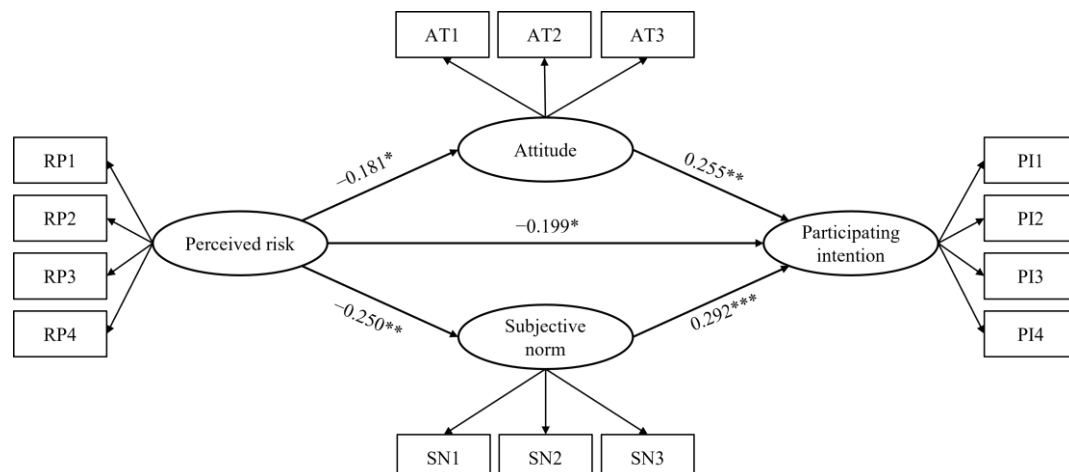 AT1 AT2 AT3
RP1
RP2
RP3
RP4
Perceived risk
−0.181*
Attitude
0.255**
−0.199*
−0.250**
Subjective
norm
0.292***
Participating
intention
PI1
PI2
PI3
PI4
SN1 SN2 SN3